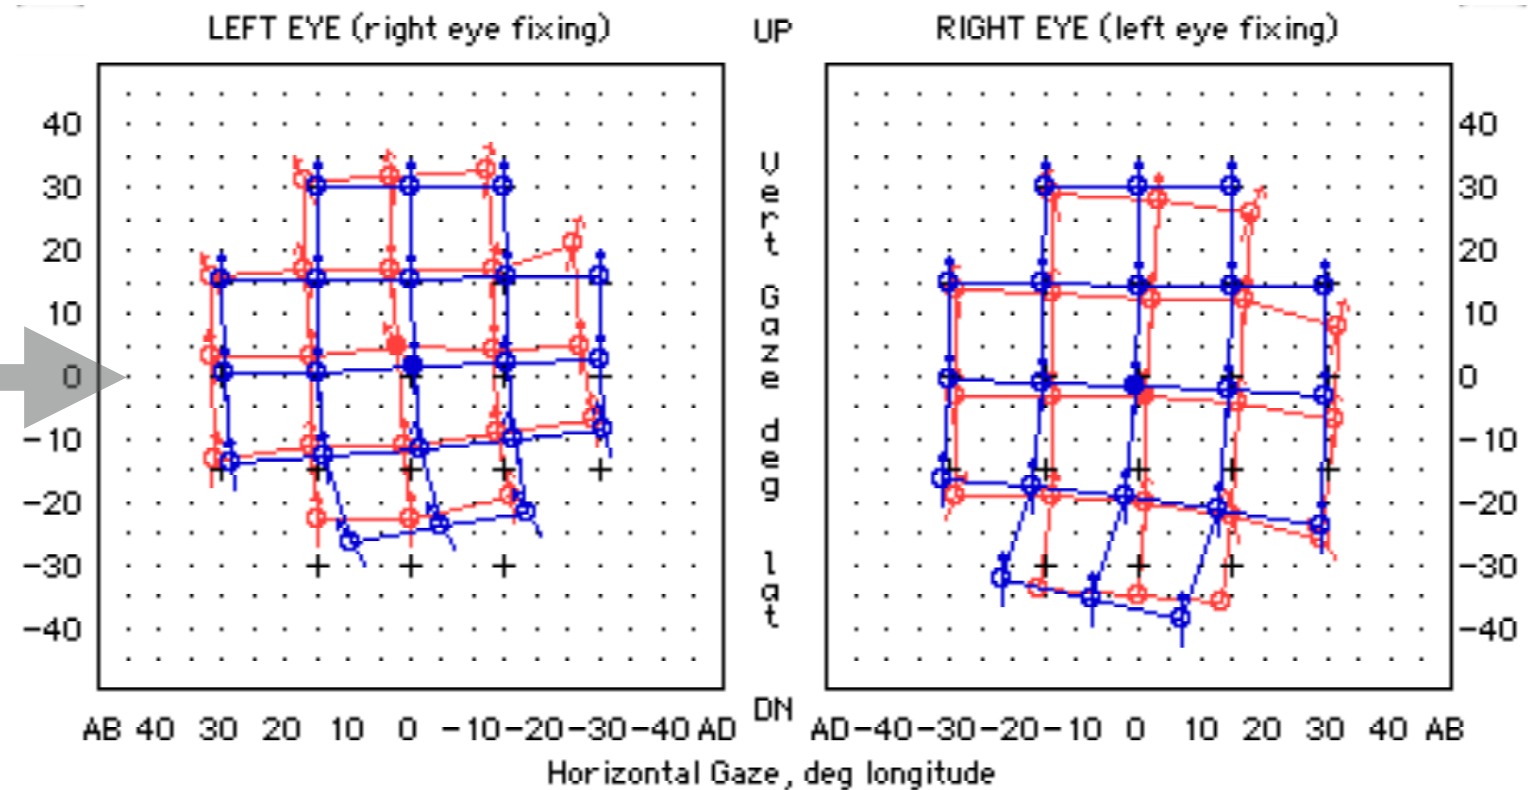 LEFT EYE (right eye fixing)
UP
RIGHT EYE (left eye fixing)
40
30
20
10
0
-10
-20
-30
-40
Vert Gaze deg lat
40
30
20
10
0
-10
-20
-30
-40
DN
AB 40 30 20 10 0 -10-20-30-40 AD
AD-40-30-20-10 0 10 20 30 40 AB
Horizontal Gaze, deg longitude